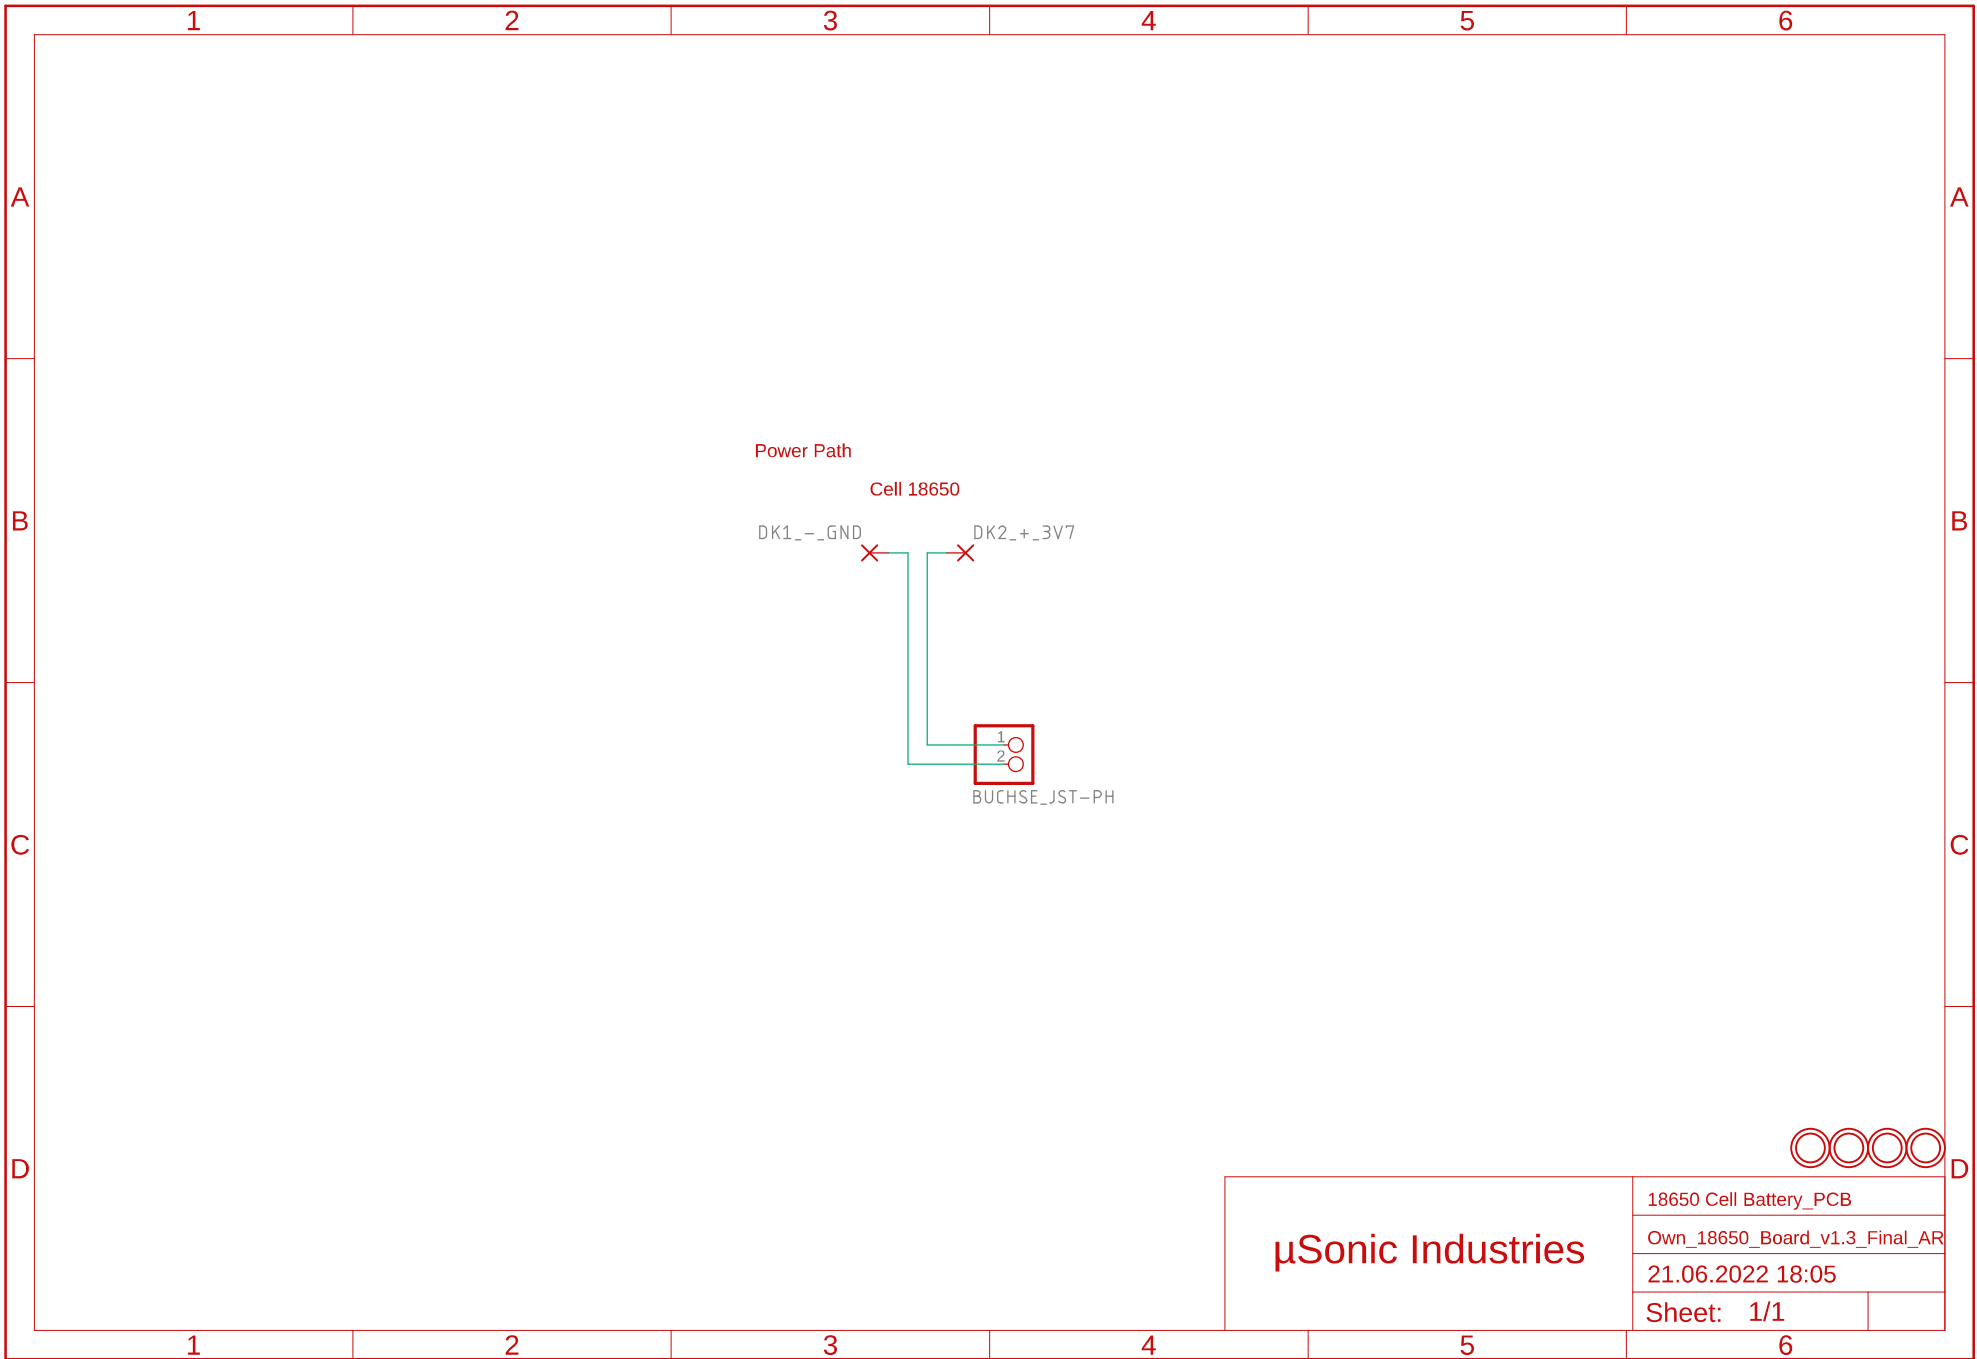 1 2 3 4 5 6
A A
Power Path
Cell 18650
B B
DK1_-_GND DK2_+_3V7
1
2
BUCHSE_JST-PH
C C
D D
18650 Cell Battery_PCB
Own_18650_Board_v1.3_Final_AR
µSonic Industries
21.06.2022 18:05
Sheet: 1/1
1 2 3 4 5 6